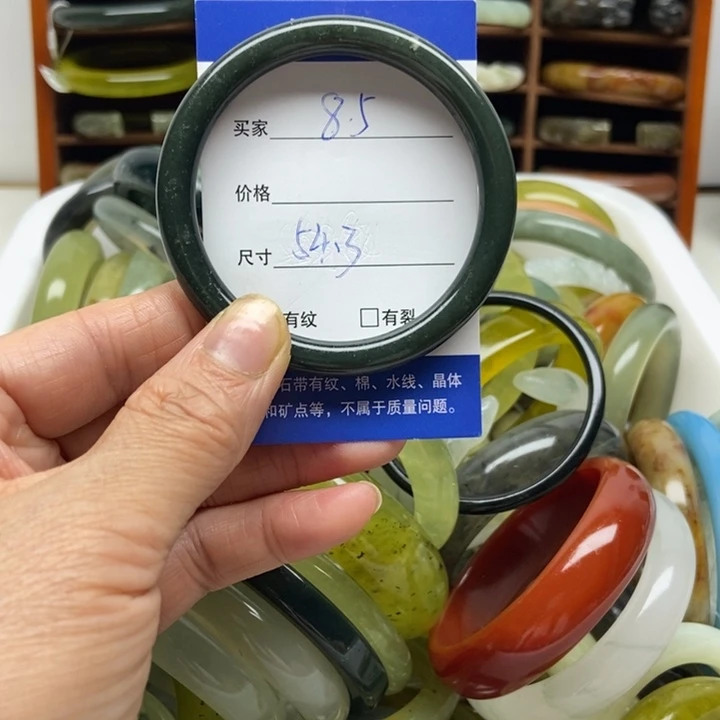 买家 8.5
价格
尺寸 54.3
有纹 □有裂
石带有纹、棉、水线、晶体
和矿点等，不属于质量问题。